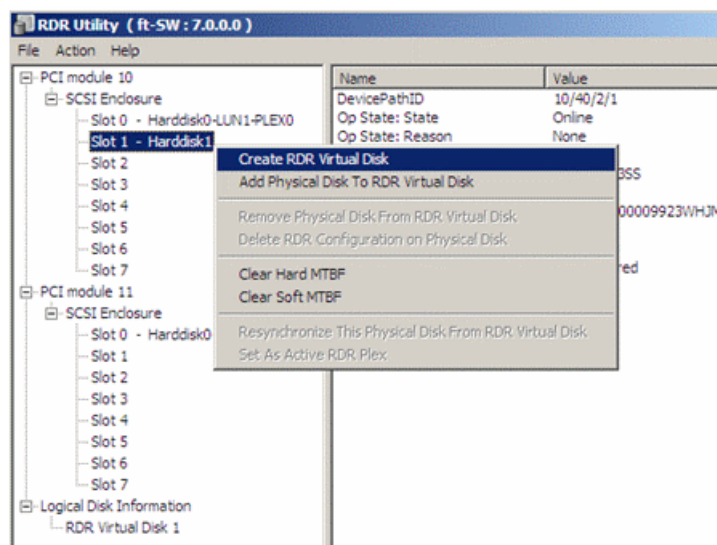 RDR Utility ( ft-SW : 7.0.0.0 )
File Action Help
PCI module 10
SCSI Enclosure
Slot 0 - Harddisk0-LUN1-PLEX0
Slot 1 - Harddisk1
Slot 2
Slot 3
Slot 4
Slot 5
Slot 6
Slot 7
PCI module 11
SCSI Enclosure
Slot 0 - Harddisk0
Slot 1
Slot 2
Slot 3
Slot 4
Slot 5
Slot 6
Slot 7
Logical Disk Information
RDR Virtual Disk 1
Name Value
DevicePathID 10/40/2/1
Op State: State Online
Op State: Reason None
3SS
00009923WHJM
red
Create RDR Virtual Disk
Add Physical Disk To RDR Virtual Disk
Remove Physical Disk From RDR Virtual Disk
Delete RDR Configuration on Physical Disk
Clear Hard MTBF
Clear Soft MTBF
Resynchronize This Physical Disk From RDR Virtual Disk
Set As Active RDR Plex